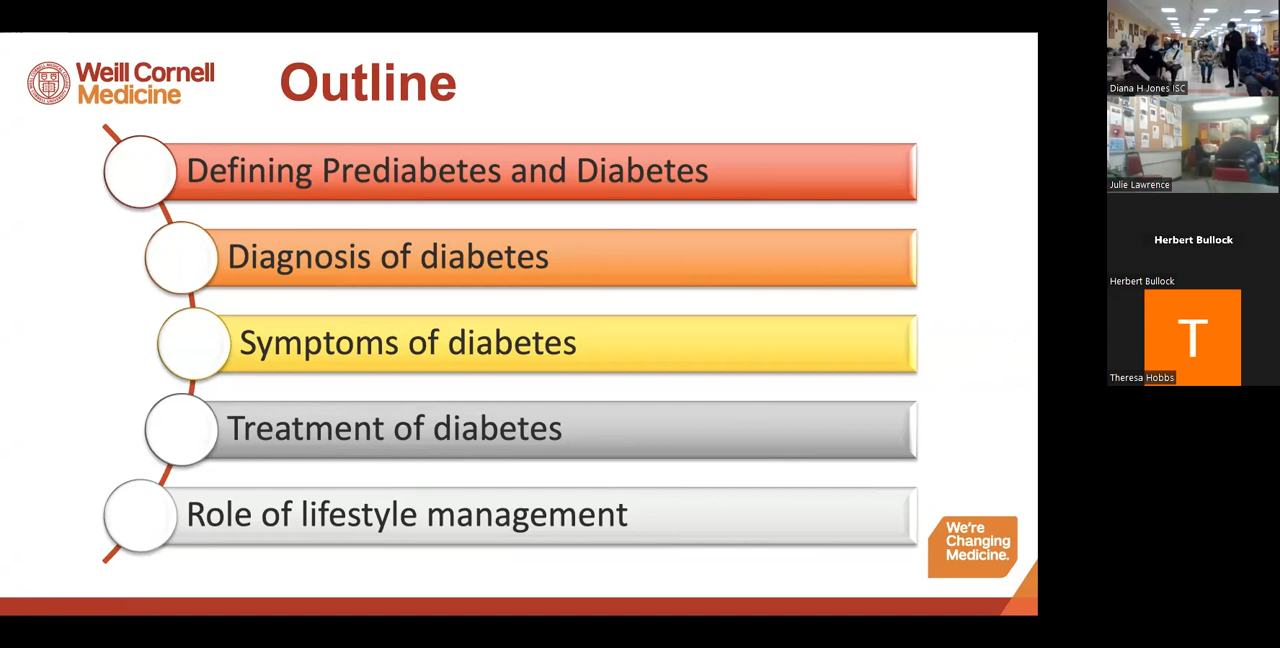 Weill Cornell
Medicine
Outline
Defining Prediabetes and Diabetes
Diagnosis of diabetes
Symptoms of diabetes
Treatment of diabetes
Role of lifestyle management
We're
Changing
Medicine.
Diana H Jones ISC
Julie Lawrence
Herbert Bullock
Herbert Bullock
T
Theresa Hobbs